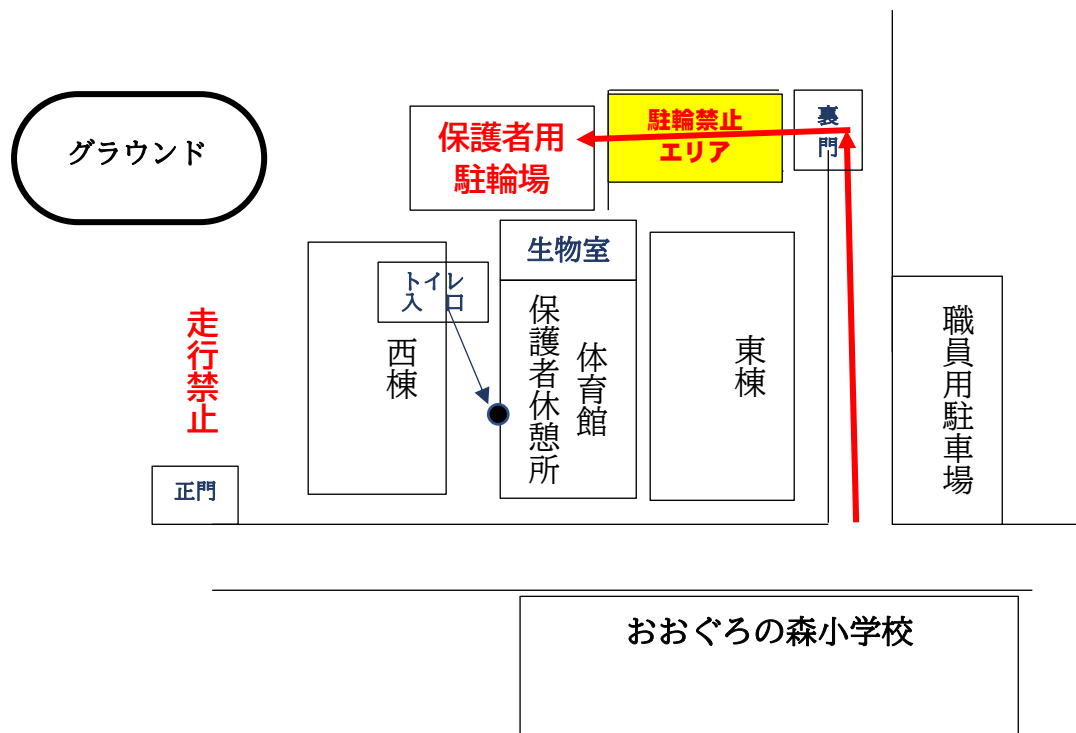 グラウンド
保護者用
駐輪場
駐輪禁止
エリア
裏
門
生物室
トイレ
入　口
西棟
保護者休憩所
体育館
東棟
職員用駐車場
走行禁止
正門
おおぐろの森小学校